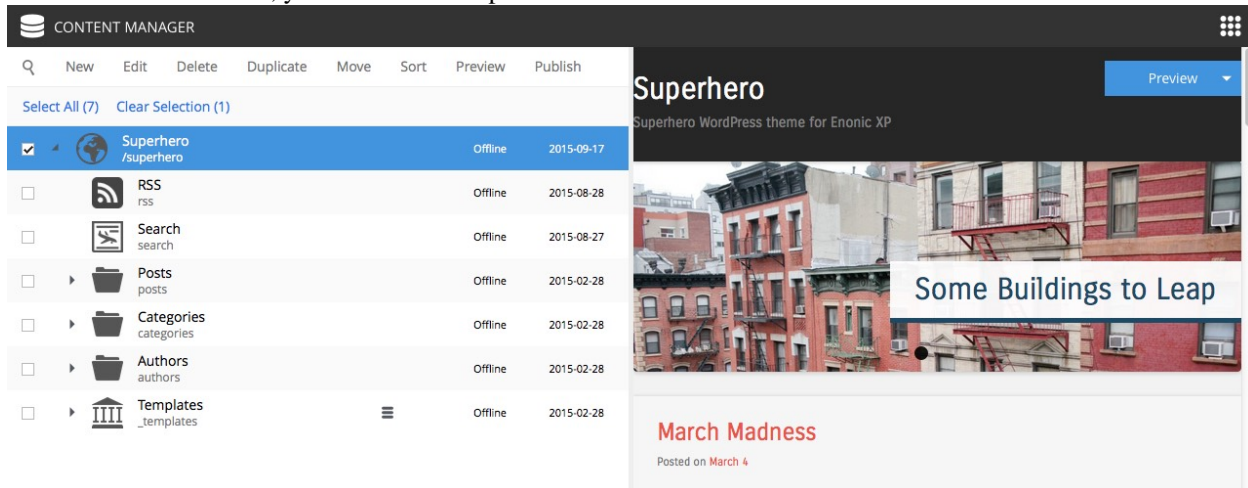 CONTENT MANAGER
New Edit Delete Duplicate Move Sort Preview Publish
Select All (7) Clear Selection (1)
Superhero
/superhero
Offline 2015-09-17
RSS
rss
Offline 2015-08-28
Search
search
Offline 2015-08-27
Posts
posts
Offline 2015-02-28
Categories
categories
Offline 2015-02-28
Authors
authors
Offline 2015-02-28
Templates
_templates
Offline 2015-02-28
Superhero
Superhero WordPress theme for Enonic XP
Preview
Some Buildings to Leap
March Madness
Posted on March 4